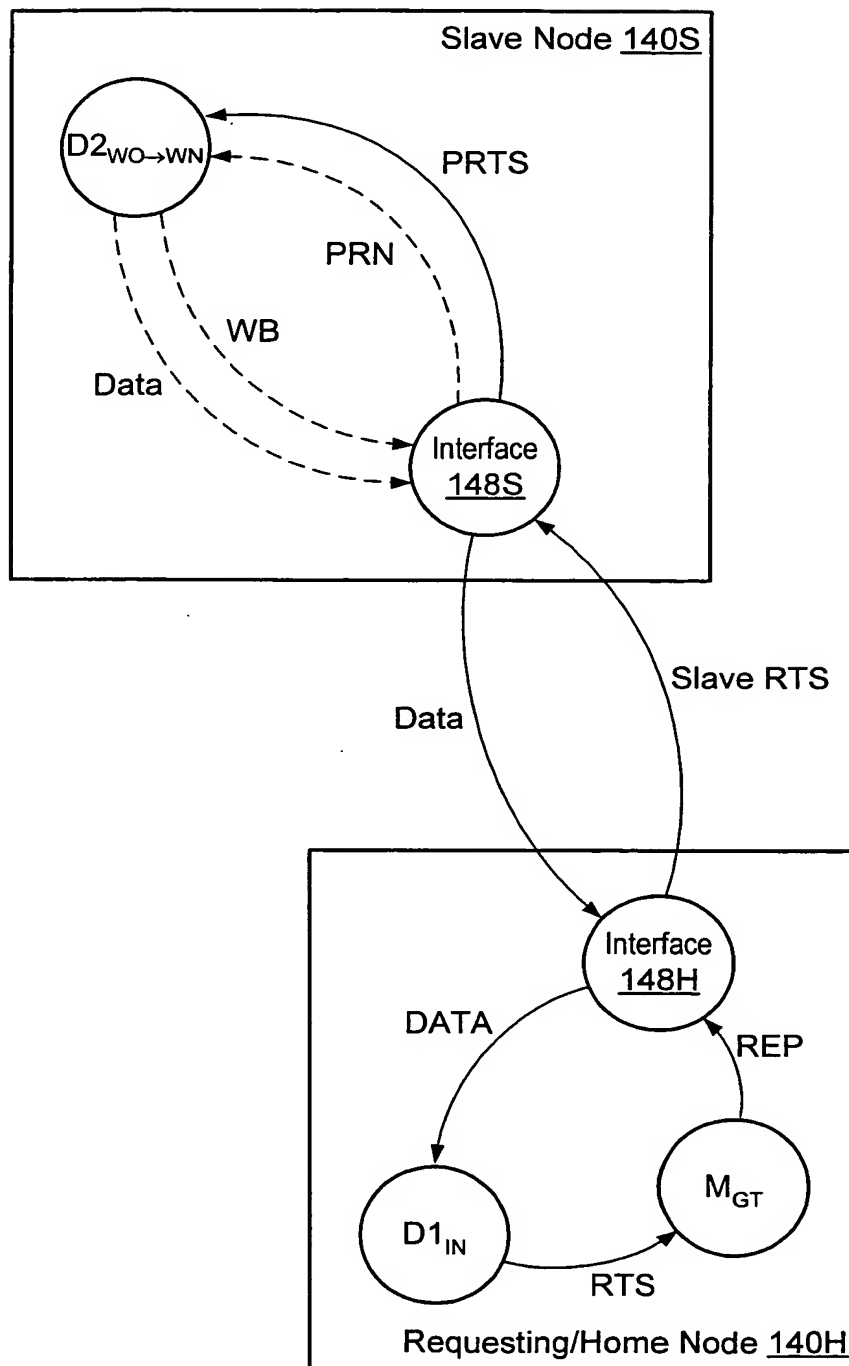 Slave Node 140S
D2WO→WN
PRTS
PRN
WB
Data
Interface
148S
Slave RTS
Data
Interface
148H
DATA
REP
MGT
D1IN
RTS
Requesting/Home Node 140H